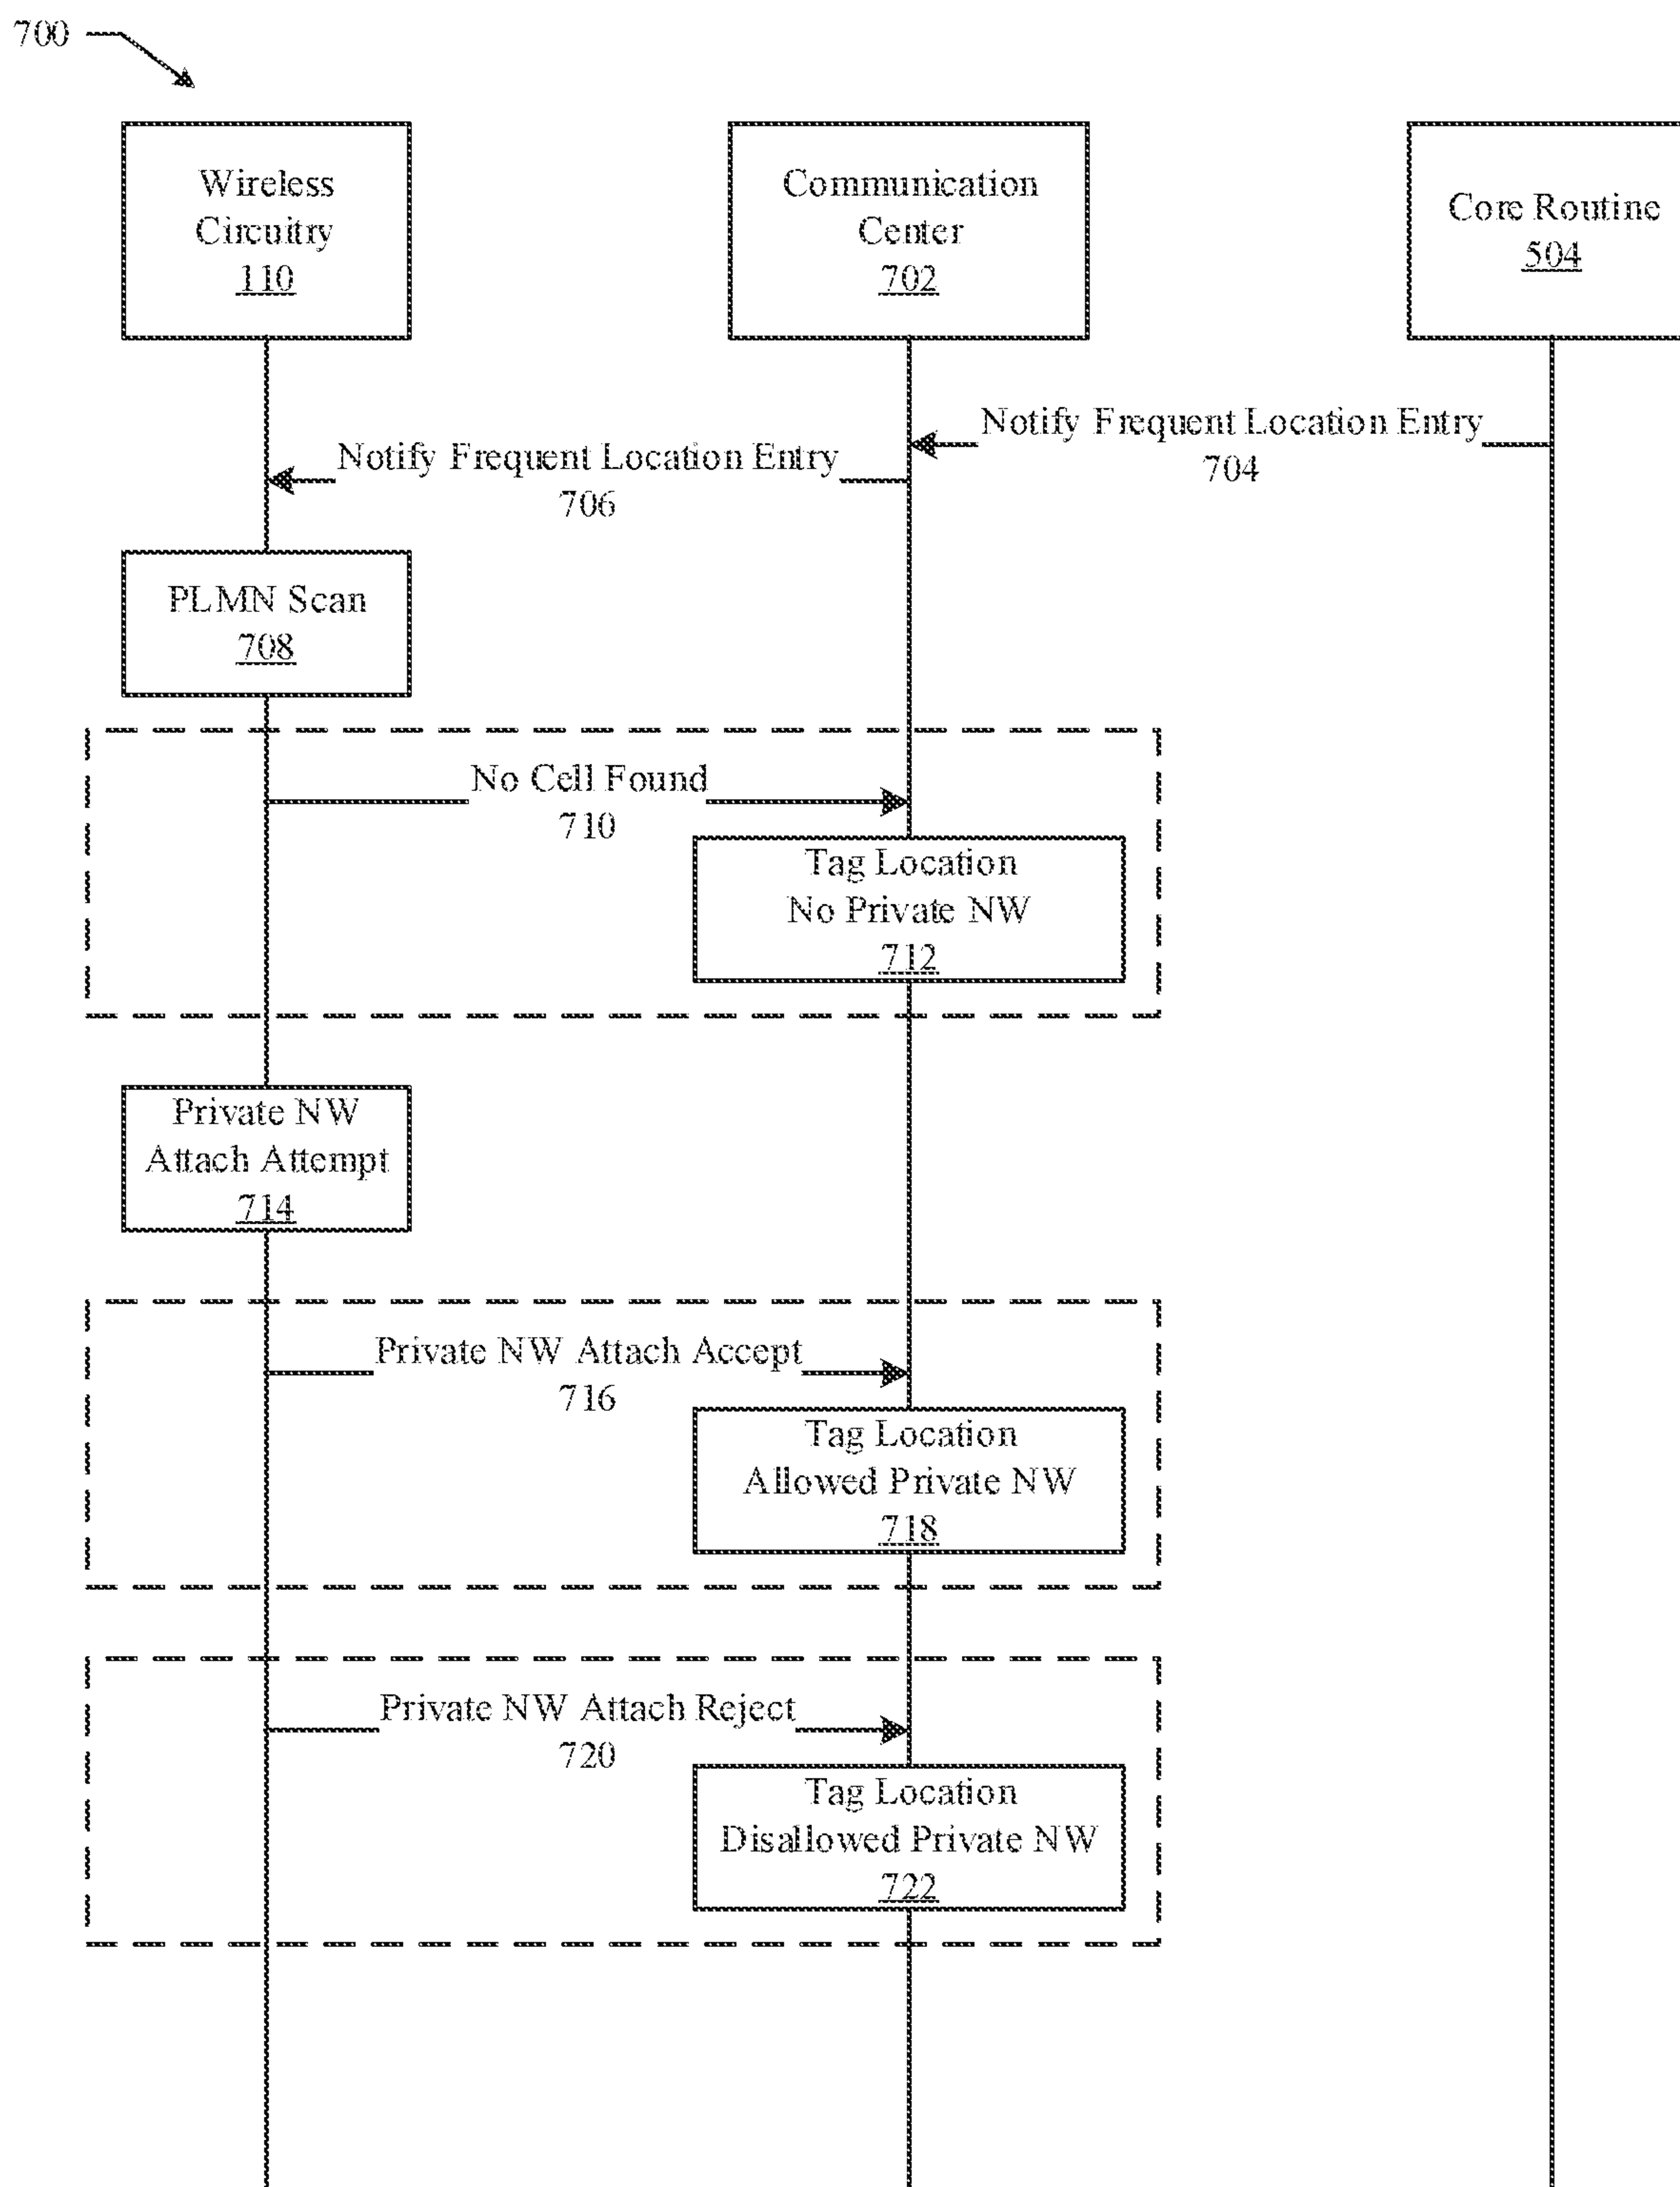 700
Wireless
Circuitry
110
Communication
Center
702
Core Routine
504
Notify Frequent Location Entry
704
Notify Frequent Location Entry
706
PLMN Scan
708
No Cell Found
710
Tag Location
No Private NW
712
Private NW
Attach Attempt
714
Private NW Attach Accept
716
Tag Location
Allowed Private NW
718
Private NW Attach Reject
720
Tag Location
Disallowed Private NW
722